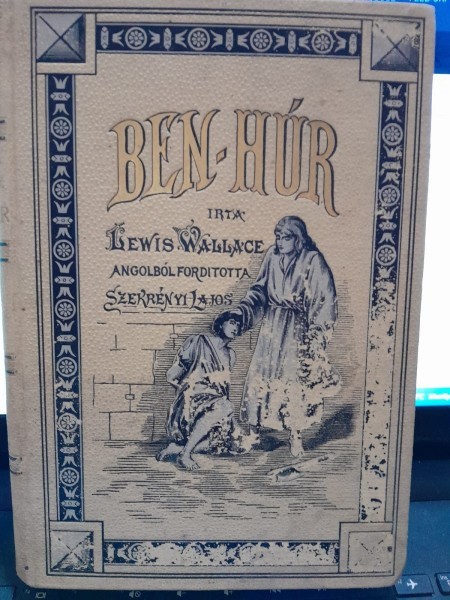 BEN-HÚR
IRTA
LEWIS WALLACE
ANGOLBÓL FORDITOTTA
SZEKRÉNYI LAJOS